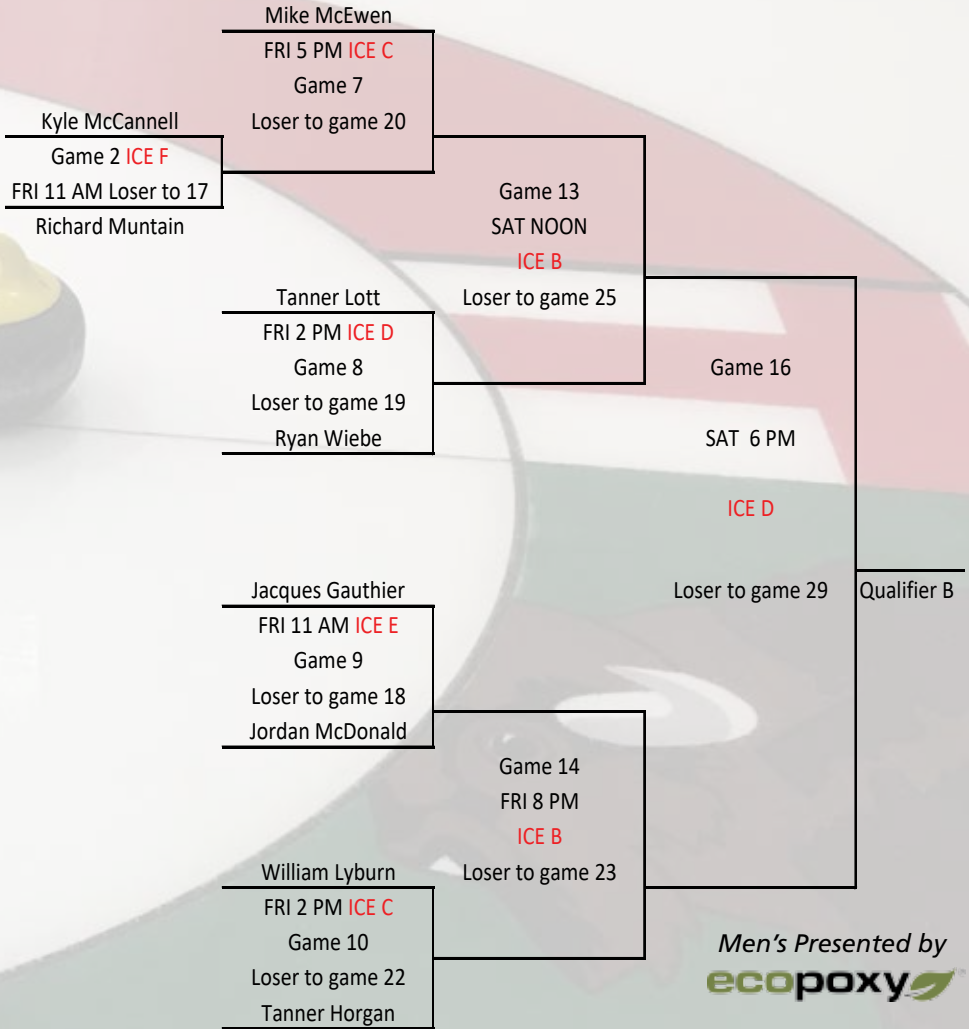 Mike McEwen
FRI 5 PM ICE C
Game 7
Loser to game 20
Kyle McCannell
Game 2 ICE F
FRI 11 AM Loser to 17
Richard Muntain
Game 13
SAT NOON
ICE B
Loser to game 25
Tanner Lott
FRI 2 PM ICE D
Game 8
Loser to game 19
Ryan Wiebe
Game 16
SAT 6 PM
ICE D
Loser to game 29
Qualifier B
Jacques Gauthier
FRI 11 AM ICE E
Game 9
Loser to game 18
Jordan McDonald
Game 14
FRI 8 PM
ICE B
Loser to game 23
William Lyburn
FRI 2 PM ICE C
Game 10
Loser to game 22
Tanner Horgan
Men's Presented by
ecopoxy